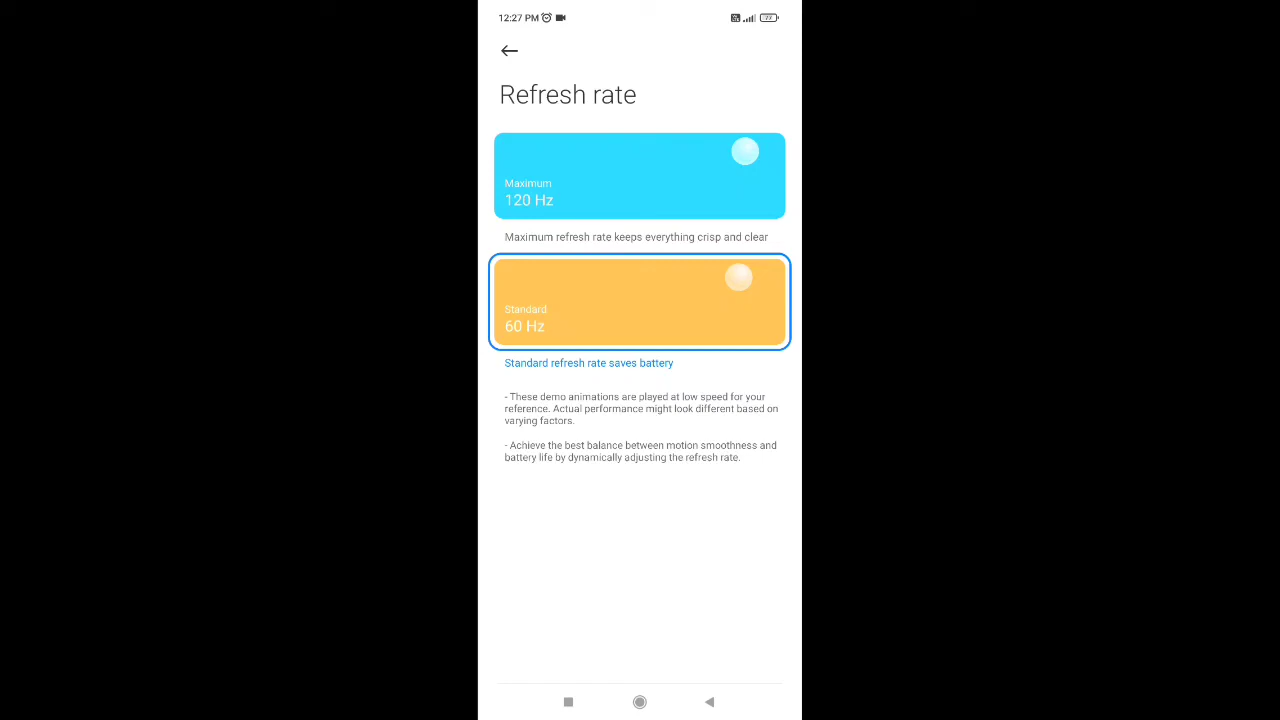 12:27 PM
Refresh rate
Maximum
120 Hz
Maximum refresh rate keeps everything crisp and clear
Standard
60 Hz
Standard refresh rate saves battery
- These demo animations are played at low speed for your
reference. Actual performance might look different based on
varying factors.
- Achieve the best balance between motion smoothness and
battery life by dynamically adjusting the refresh rate.